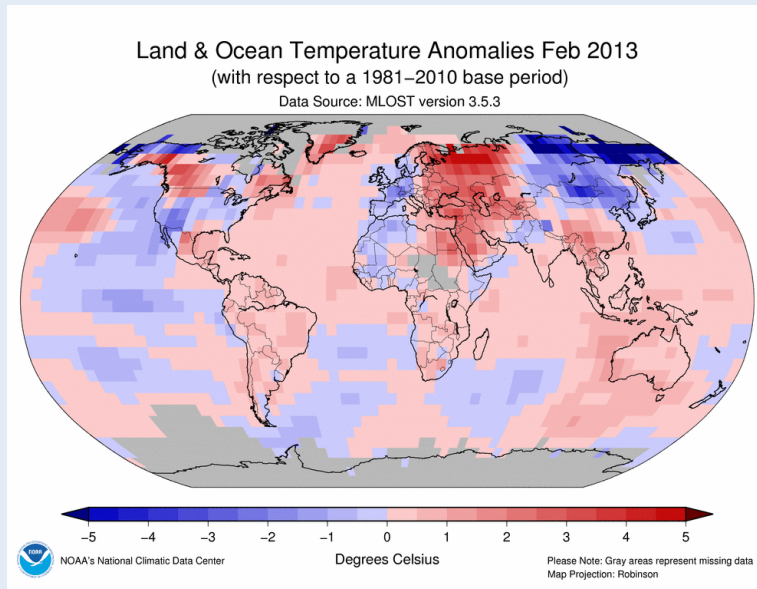 Land & Ocean Temperature Anomalies Feb 2013
(with respect to a 1981−2010 base period)
Data Source: MLOST version 3.5.3
−5 −4 −3 −2 −1 0 1 2 3 4 5
NOAA
NOAA's National Climatic Data Center
Degrees Celsius
Please Note: Gray areas represent missing data
Map Projection: Robinson